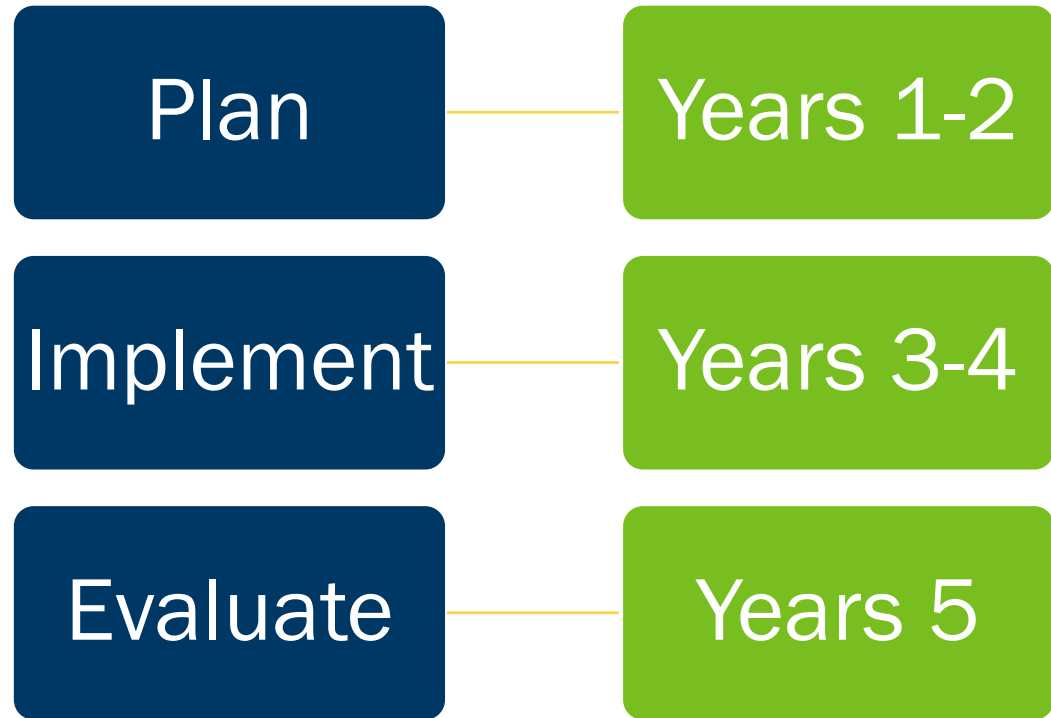 Plan
Years 1-2
Implement
Years 3-4
Evaluate
Years 5